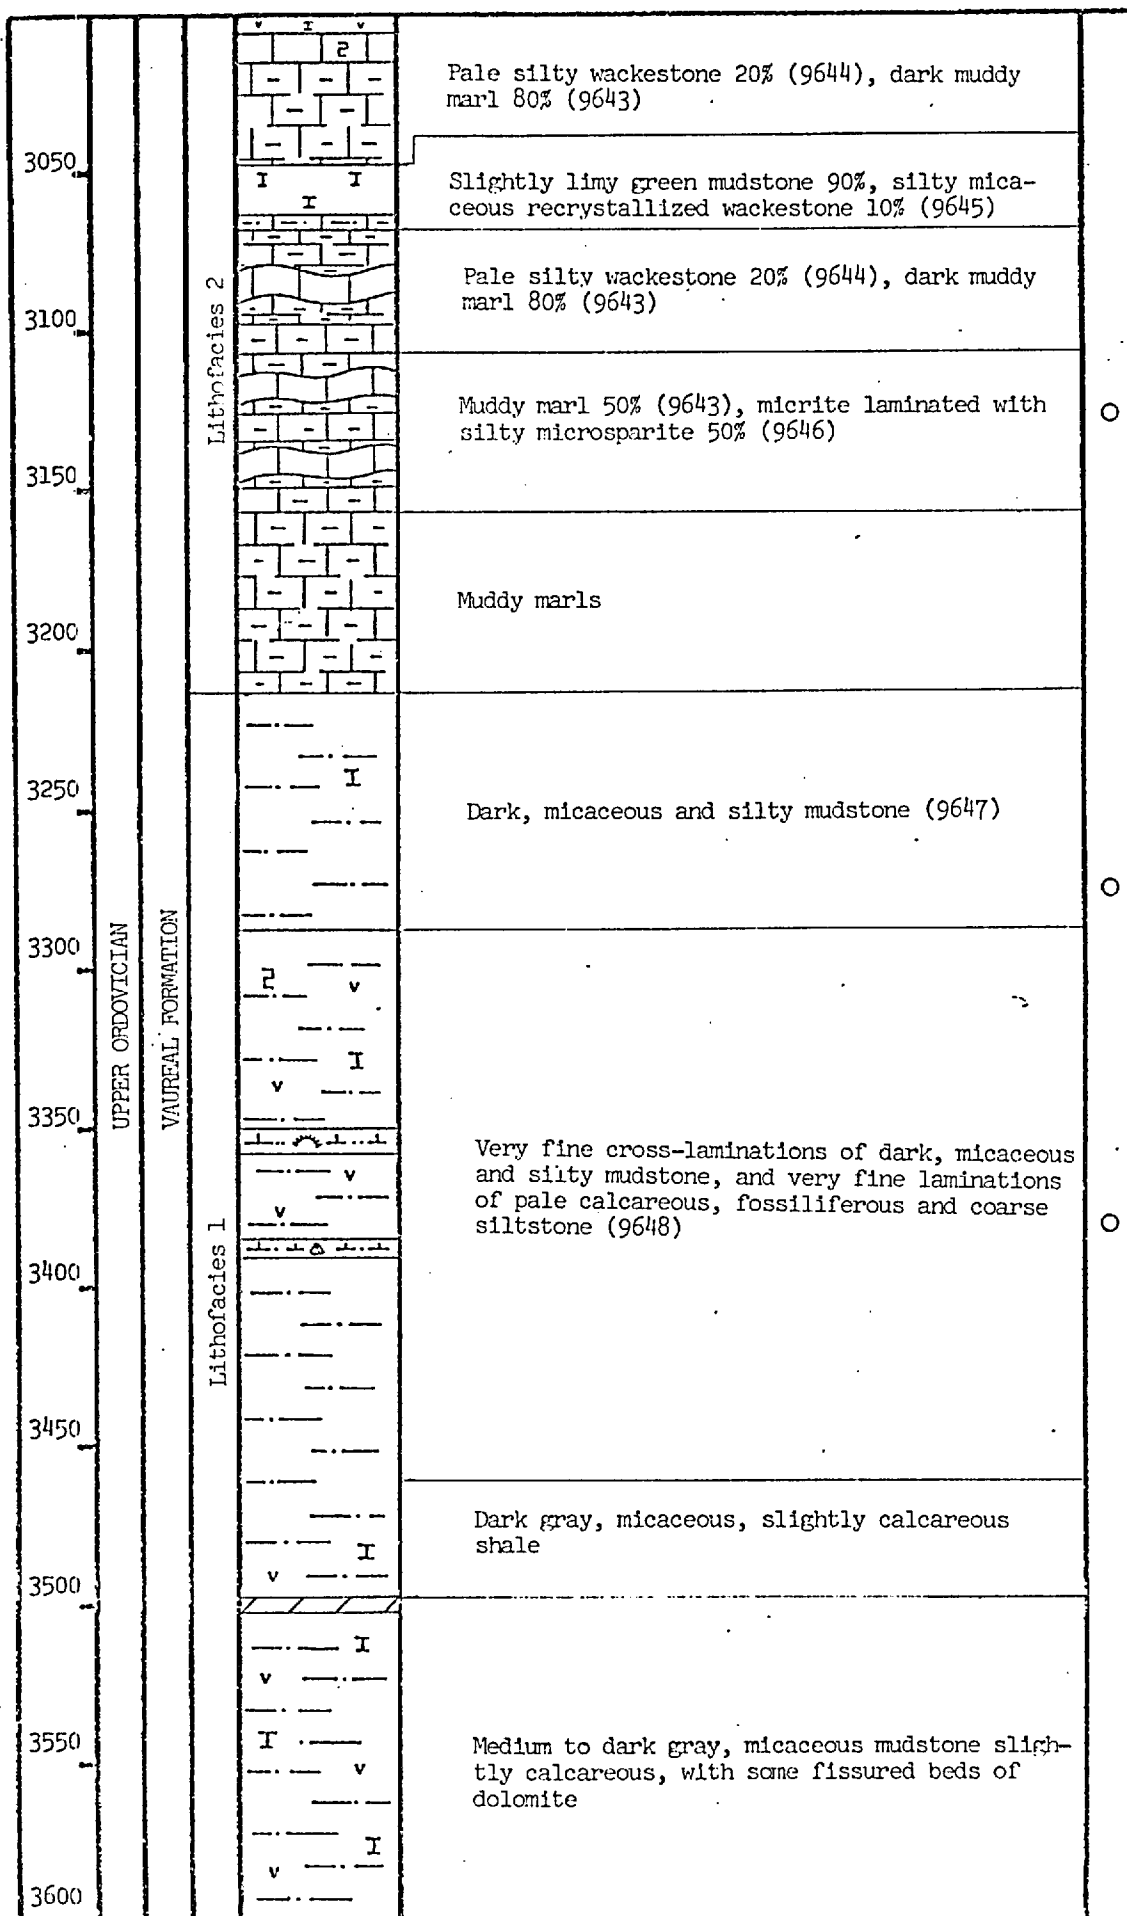 Pale silty wackestone 20% (9644), dark muddy
marl 80% (9643)
3050
Slightly limy green mudstone 90%, silty mica-
ceous recrystallized wackestone 10% (9645)
Pale silty wackestone 20% (9644), dark muddy
marl 80% (9643)
3100
Lithofacies 2
Muddy marl 50% (9643), micrite laminated with
silty microsparite 50% (9646)
3150
Muddy marls
3200
3250
Dark, micaceous and silty mudstone (9647)
3300
UPPER ORDOVICIAN
VAUREAL FORMATION
3350
Very fine cross-laminations of dark, micaceous
and silty mudstone, and very fine laminations
of pale calcareous, fossiliferous and coarse
siltstone (9648)
Lithofacies 1
3400
3450
Dark gray, micaceous, slightly calcareous
shale
3500
3550
Medium to dark gray, micaceous mudstone sligh-
tly calcareous, with some fissured beds of
dolomite
3600